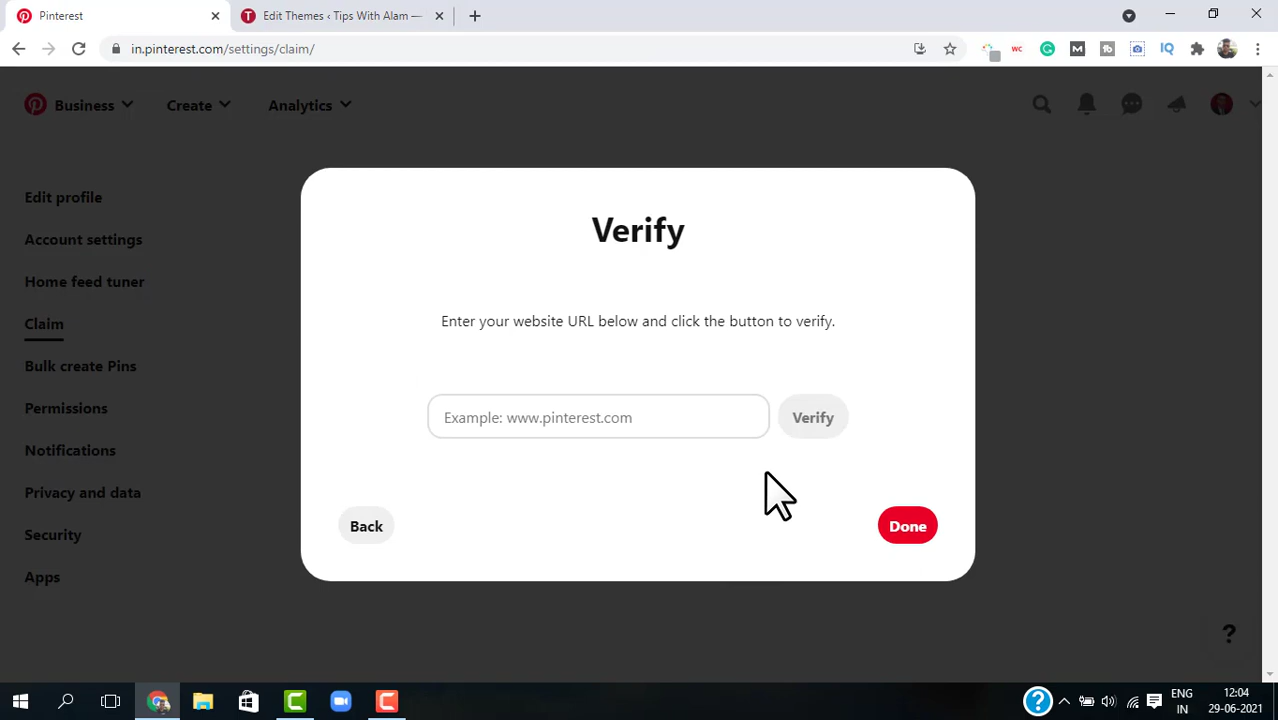 Pinterest
Edit Themes ‹ Tips With Alam —
in.pinterest.com/settings/claim/
WC
M
IQ
Business
Create
Analytics
Edit profile
Account settings
Home feed tuner
Claim
Bulk create Pins
Permissions
Notifications
Privacy and data
Security
Apps
Verify
Enter your website URL below and click the button to verify.
Example: www.pinterest.com
Verify
Back
Done
?
?
ENG
IN
12:04
29-06-2021